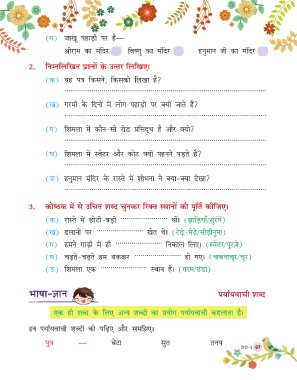 (ग) जाखू पहाड़ी पर है—
श्रीराम का मंदिर विष्णु का मंदिर हनुमान जी का मंदिर
2. निम्नलिखित प्रश्नों के उत्तर लिखिए।
(क) यह पत्र किसने, किसको लिखा है?
(ख) गरमी के दिनों में लोग पहाड़ों पर क्यों जाते हैं?
(ग) शिमला में कौन-सी रोड प्रसिद्ध है और क्यों?
(घ) शिमला में स्वेटर और कोट क्यों पहनने पड़ते हैं?
(ङ) हनुमान मंदिर के रास्ते में शोभना ने क्या-क्या देखा?
3. कोष्ठक में से उचित शब्द चुनकर रिक्त स्थानों की पूर्ति कीजिए।
(क) रास्ते में छोटी-बड़ी .................... थीं। (झाड़ियाँ/सुरंगें)
(ख) ढलानों पर .................... खेत थे। (टेढ़े-मेढ़े/सीढ़ीनुमा)
(ग) हमने गाड़ी में ही .................... निकाल लिए। (स्वेटर/पुराने)
(घ) चढ़ते-चढ़ते हम थककर .................... हो गए। (चकनाचूर/चूर)
(ङ) शिमला एक .................... स्थान है। (गरम/ठंडा)
भाषा-ज्ञान पर्यायवाची शब्द
एक ही शब्द के लिए अन्य शब्दों का प्रयोग पर्यायवाची कहलाता है।
इन पर्यायवाची शब्दों को पढ़िए और समझिए।
पुत्र — बेटा सुत तनय
हिंदी-3 67